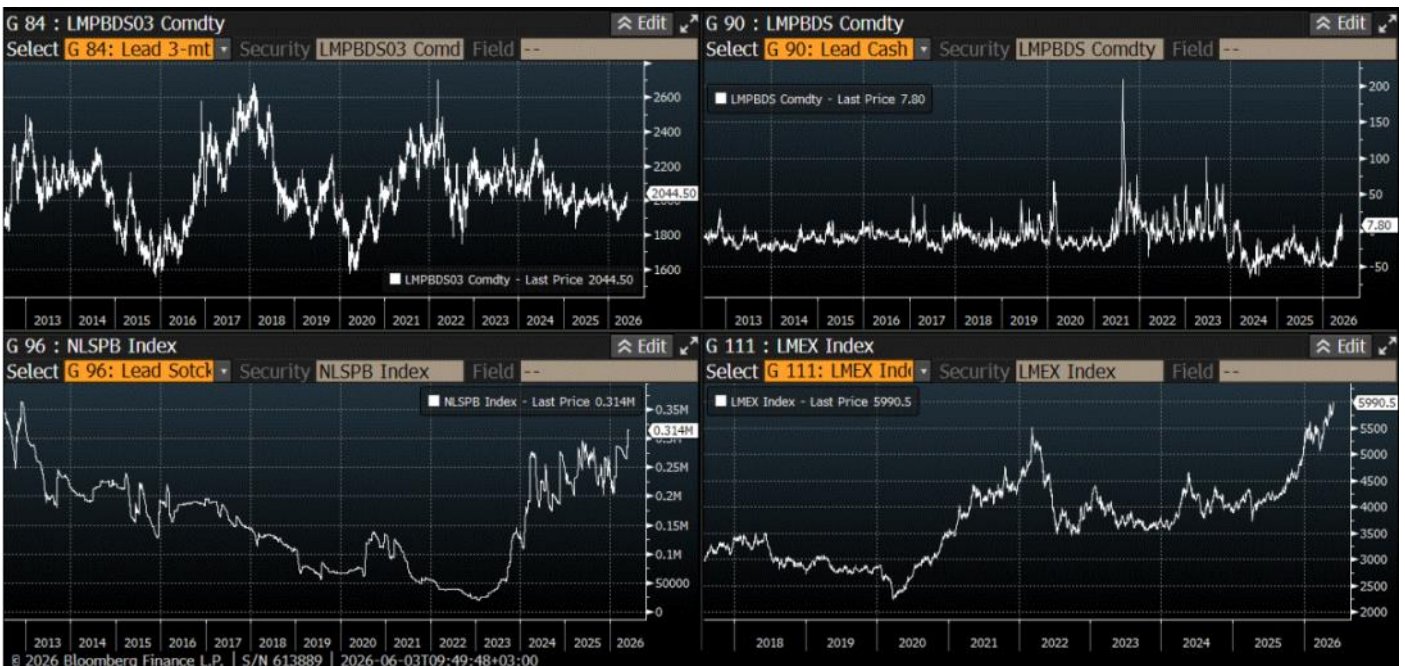 G 84 : LMPBDS03 Comdty
Edit
Select G 84: Lead 3-mt Security LMPBDS03 Comd Field --
2600
2400
2200
2044.50
2000
1800
1600
LMPBDS03 Comdty - Last Price 2044.50
2013 2014 2015 2016 2017 2018 2019 2020 2021 2022 2023 2024 2025 2026
G 90 : LMPBDS Comdty
Edit
Select G 90: Lead Cash Security LMPBDS Comdty Field --
LMPBDS Comdty - Last Price 7.80
200
150
100
50
7.80
-50
2013 2014 2015 2016 2017 2018 2019 2020 2021 2022 2023 2024 2025 2026
G 96 : NLSPB Index
Edit
Select G 96: Lead Sotck Security NLSPB Index Field --
NLSPB Index - Last Price 0.314M
0.35M
0.314M
0.25M
0.2M
0.15M
0.1M
50000
0
2013 2014 2015 2016 2017 2018 2019 2020 2021 2022 2023 2024 2025 2026
G 111 : LMEX Index
Edit
Select G 111: LMEX Inde Security LMEX Index Field --
LMEX Index - Last Price 5990.5
5990.5
5500
5000
4500
4000
3500
3000
2500
2000
2018 2019 2020 2021 2022 2023 2024 2025 2026
© 2026 Bloomberg Finance L.P. | S/N 613889 | 2026-06-03T09:49:48+03:00